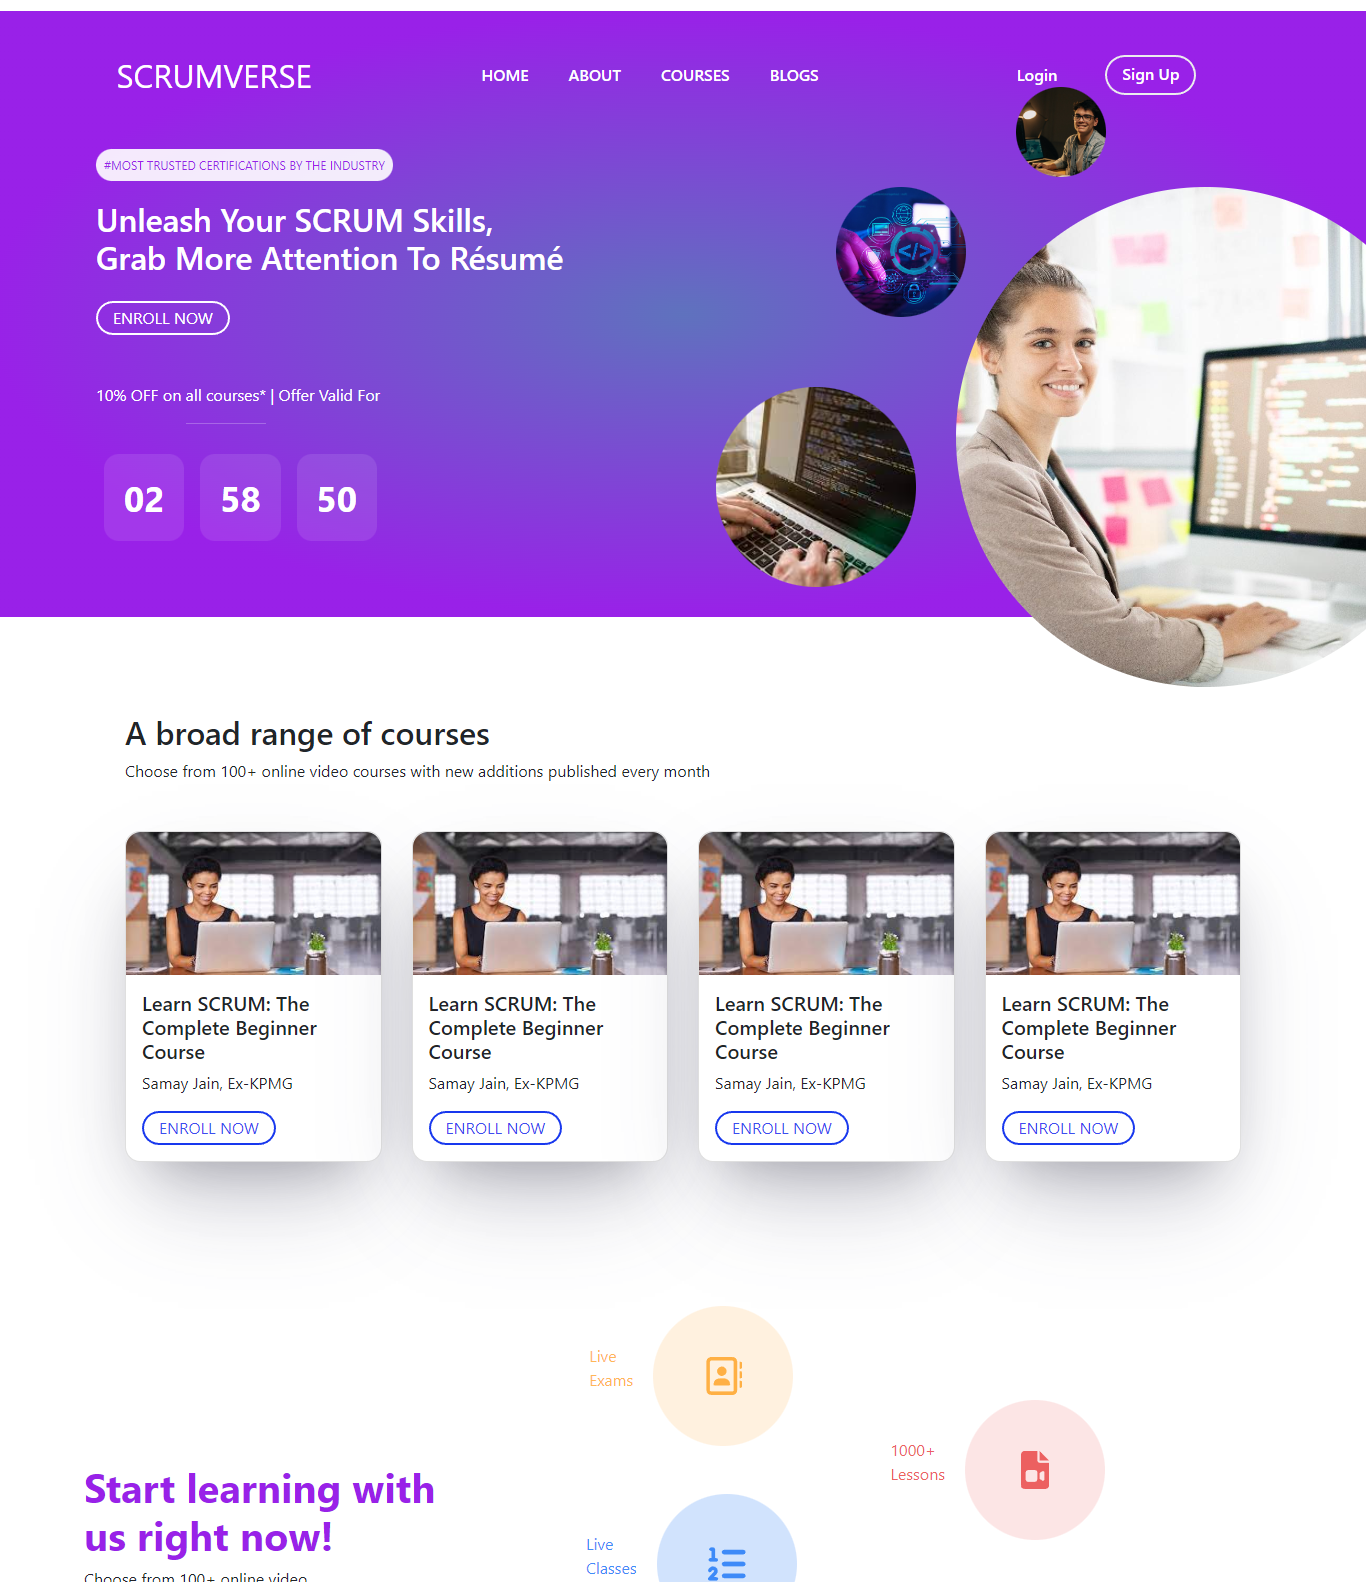 SCRUMVERSE
HOME ABOUT COURSES BLOGS
Login
Sign Up
#MOST TRUSTED CERTIFICATIONS BY THE INDUSTRY
Unleash Your SCRUM Skills,
Grab More Attention To Résumé
ENROLL NOW
10% OFF on all courses* | Offer Valid For
02 58 50
A broad range of courses
Choose from 100+ online video courses with new additions published every month
Learn SCRUM: The
Complete Beginner
Course
Samay Jain, Ex-KPMG
ENROLL NOW
Learn SCRUM: The
Complete Beginner
Course
Samay Jain, Ex-KPMG
ENROLL NOW
Learn SCRUM: The
Complete Beginner
Course
Samay Jain, Ex-KPMG
ENROLL NOW
Learn SCRUM: The
Complete Beginner
Course
Samay Jain, Ex-KPMG
ENROLL NOW
Live
Exams
1000+
Lessons
Start learning with
us right now!
Choose from 100+ online video
Live
Classes